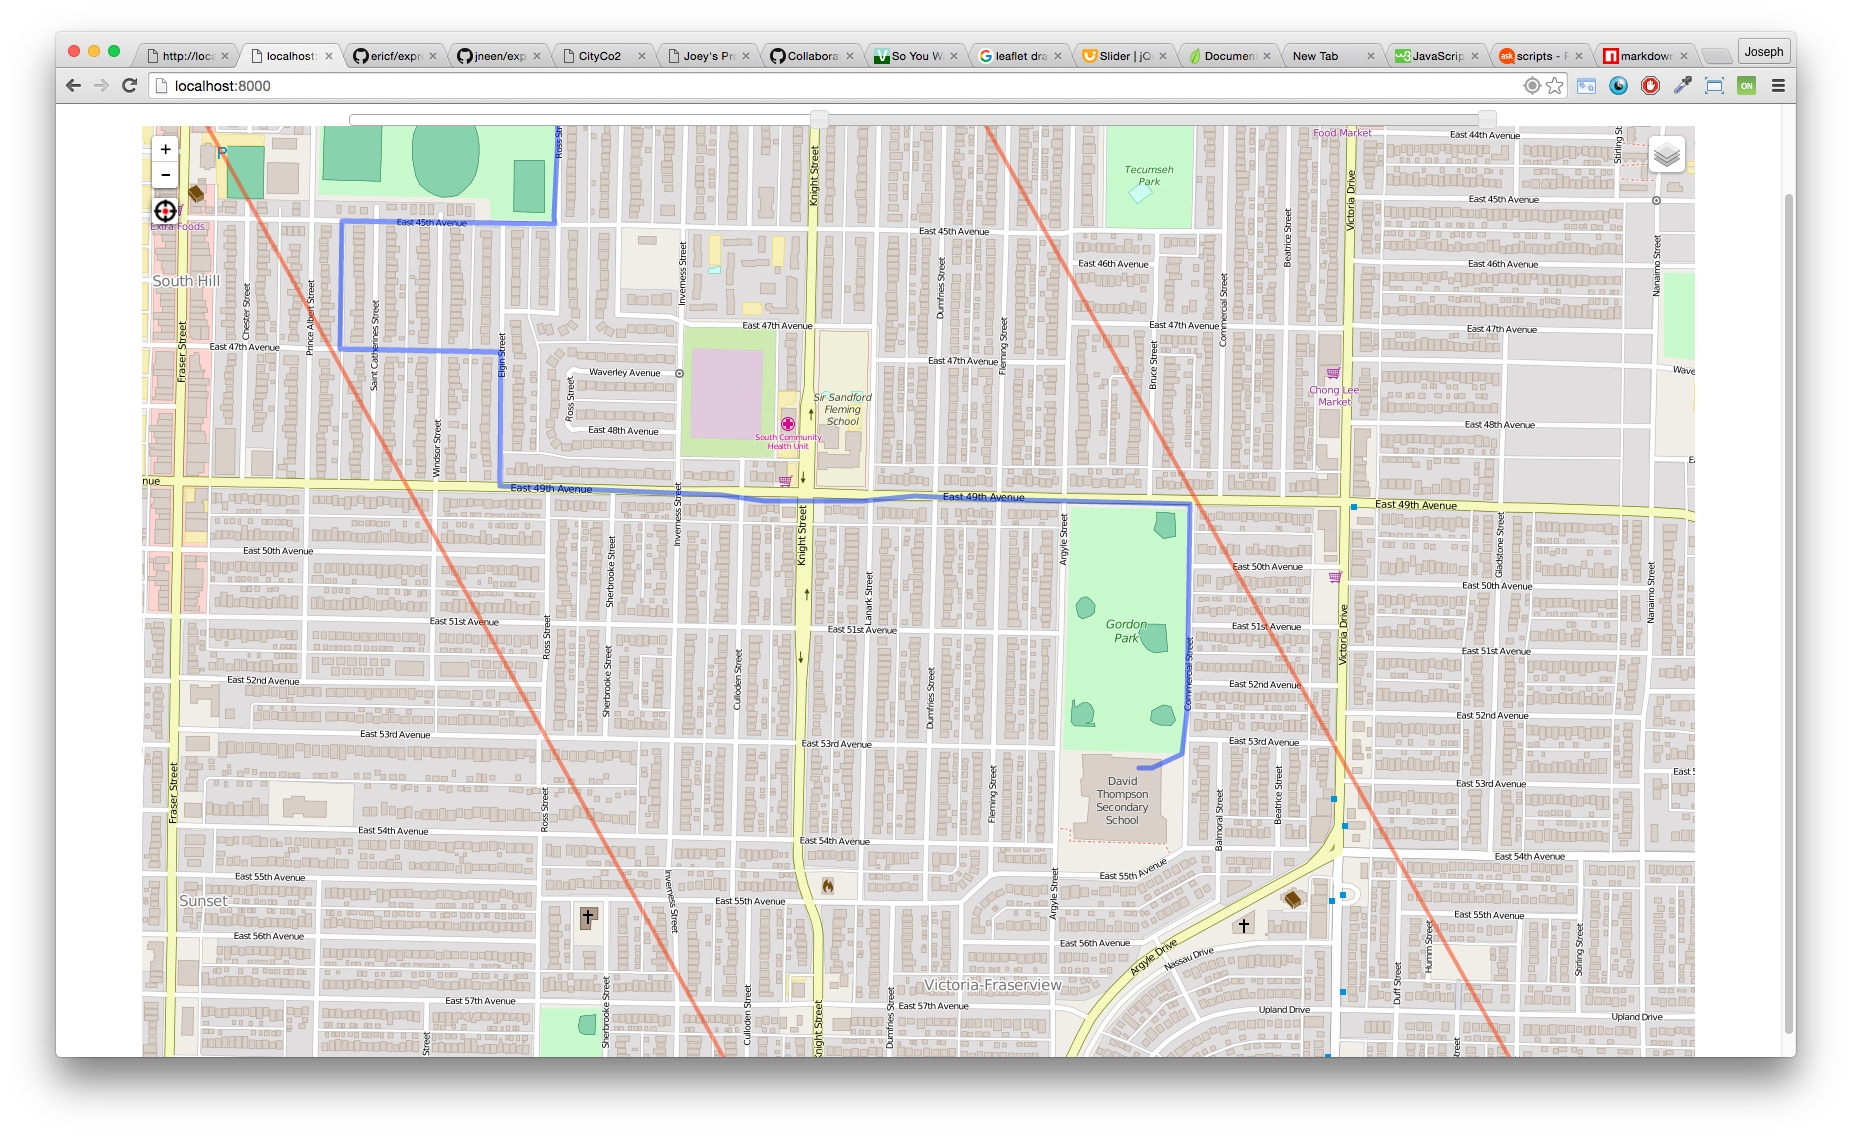 http://loc
localhost:
ericf/expr
jneen/exp
CityCo2
Joey's Pr
Collabora
So You W
leaflet dra
Slider | jQ
Documen
New Tab
JavaScrip
scripts - F
markdown
Joseph
localhost:8000
ON
+
-
P
Extra Foods
South Hill
Fraser Street
Chester Street
Prince Albert Street
Saint Catherines Street
Windsor Street
Elgin Street
East 45th Avenue
East 47th Avenue
Ross Str
Inverness Street
Knight Street
East 45th Avenue
Dumfries Street
Tecumseh
Park
East 46th Avenue
Commercial Street
Beatrice Street
Food Market
Victoria Drive
East 44th Avenue
Stirling St
East 45th Avenue
East 46th Avenue
Nanaimo Street
East 47th Avenue
East 47th Avenue
East 47th Avenue
East 47th Avenue
Fleming Street
Bruce Street
Waverley Avenue
Ross Street
East 48th Avenue
Sir Sandford
Fleming
School
South Community
Health Unit
Chong Lee
Market
East 48th Avenue
Wave
nue
East 49th Avenue
East 49th Avenue
East 49th Avenue
Inverness Street
Knight Street
Argyle Street
Gladstone Street
East 50th Avenue
Sherbrooke Street
Lanark Street
East 50th Avenue
East 50th Avenue
Nanaimo Street
East 51st Avenue
Ross Street
East 51st Avenue
Gordon
Park
Commercial Street
East 51st Avenue
Victoria Drive
East 51st Avenue
East 52nd Avenue
Sherbrooke Street
Culloden Street
Dumfries Street
East 52nd Avenue
East 52nd Avenue
East 53rd Avenue
East 53rd Avenue
East 53rd Avenue
East 53rd Avenue
East 5
Fraser Street
Ross Street
Fleming Street
David
Thompson
Secondary
School
Balmoral Street
Beatrice Street
East 54th Avenue
East 54th Avenue
East 54th Avenue
East 55th Avenue
East 55th Avenue
Sunset
Inverness Street
East 55th Avenue
Argyle Street
East 55th Avenue
East 56th Avenue
East 56th Avenue
Argyle Drive
Nassau Drive
Humm Street
Stirling Street
Victoria-Fraserview
Duff Street
East 57th Avenue
Sherbrooke Street
Culloden Street
Knight Street
Dumfries Street
East 57th Avenue
Upland Drive
Upland Drive
Street
treet